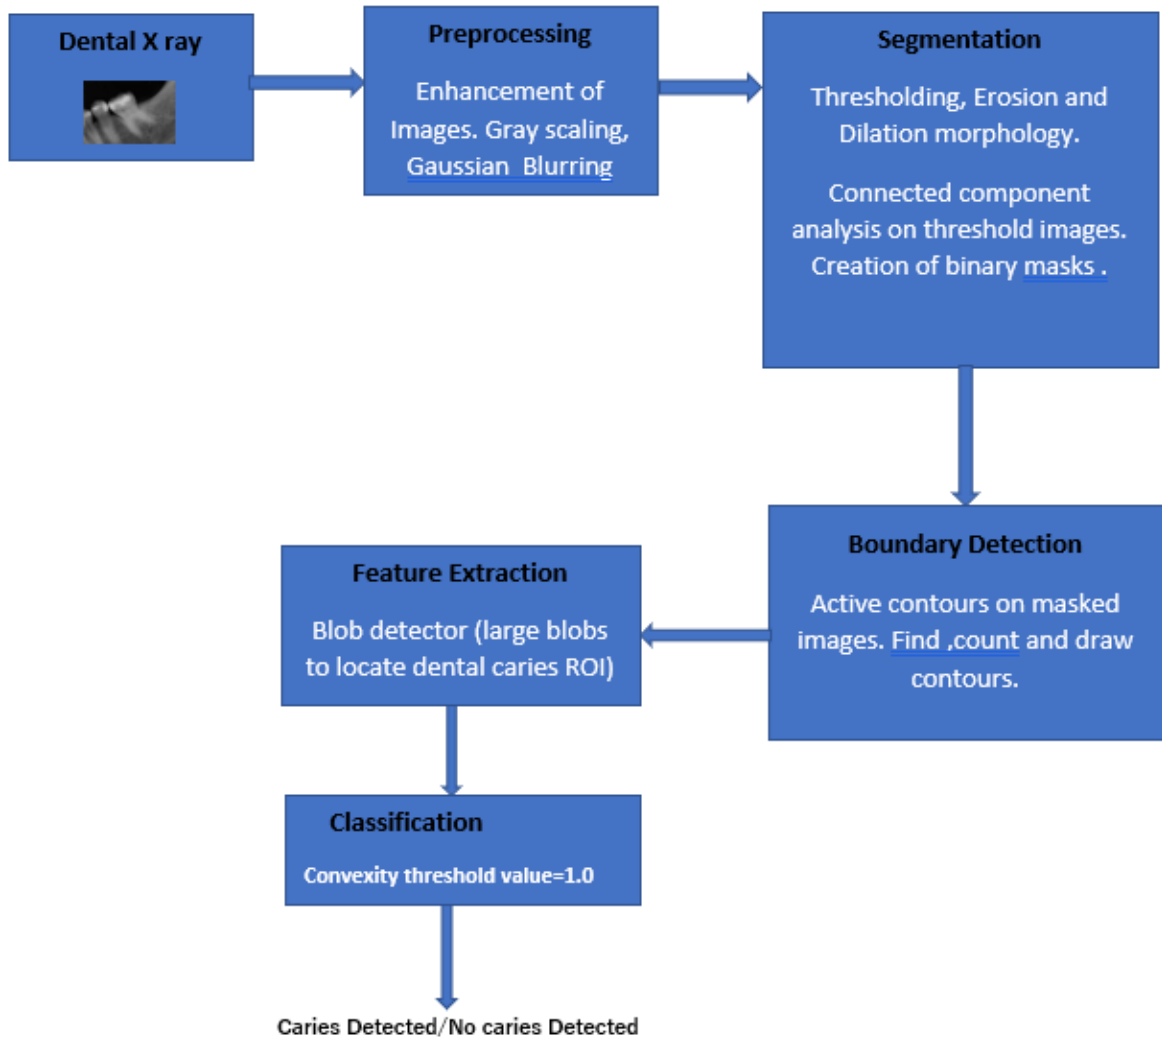 Dental X ray
Preprocessing
Enhancement of
Images. Gray scaling,
Gaussian  Blurring
Segmentation
Thresholding, Erosion and
Dilation morphology.
Connected component
analysis on threshold images.
Creation of binary masks .
Boundary Detection
Active contours on masked
images. Find ,count and draw
contours.
Feature Extraction
Blob detector (large blobs
to locate dental caries ROI)
Classification
Convexity threshold value=1.0
Caries Detected/No caries Detected